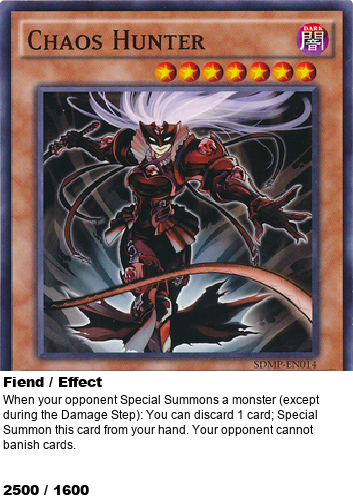 Chaos Hunter
DARK
闇
SDMP-EN014
Fiend / Effect
When your opponent Special Summons a monster (except
during the Damage Step): You can discard 1 card; Special
Summon this card from your hand. Your opponent cannot
banish cards.
2500 / 1600